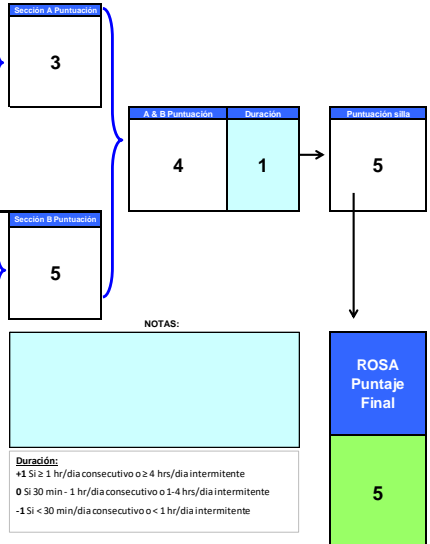 Sección A Puntuación
3
A & B Puntuación
Duración
Puntuación silla
4
1
5
Sección B Puntuación
5
NOTAS:
ROSA
Puntaje
Final
5
Duración:
+1 Si ≥ 1 hr/dia consecutivo o ≥ 4 hrs/dia intermitente
0 Si 30 min - 1 hr/dia consecutivo o 1-4 hrs/dia intermitente
-1 Si < 30 min/dia consecutivo o < 1 hr/dia intermitente